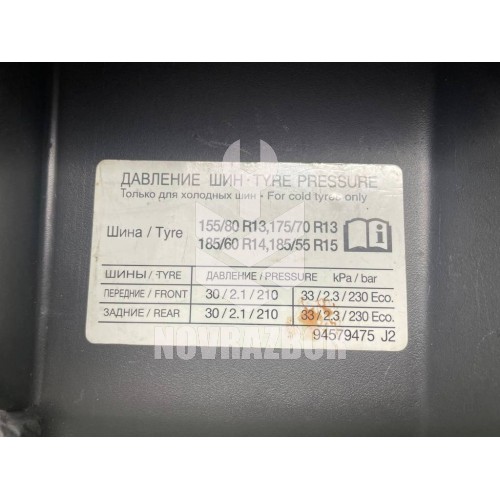 ДАВЛЕНИЕ ШИН · TYRE PRESSURE
Только для холодных шин · For cold tyres only
Шина / Tyre
155/80 R13,175/70 R13
185/60 R14,185/55 R15
ШИНЫ / -TYRE ДАВЛЕНИЕ / PRESSURE kPa / bar
ПЕРЕДНИЕ / FRONT 30 / 2.1 / 210 33 / 2.3 / 230 Eco.
ЗАДНИЕ / REAR 30 / 2.1 / 210 33 / 2.3 / 230 Eco.
94579475 J2
NOVRAZBOR